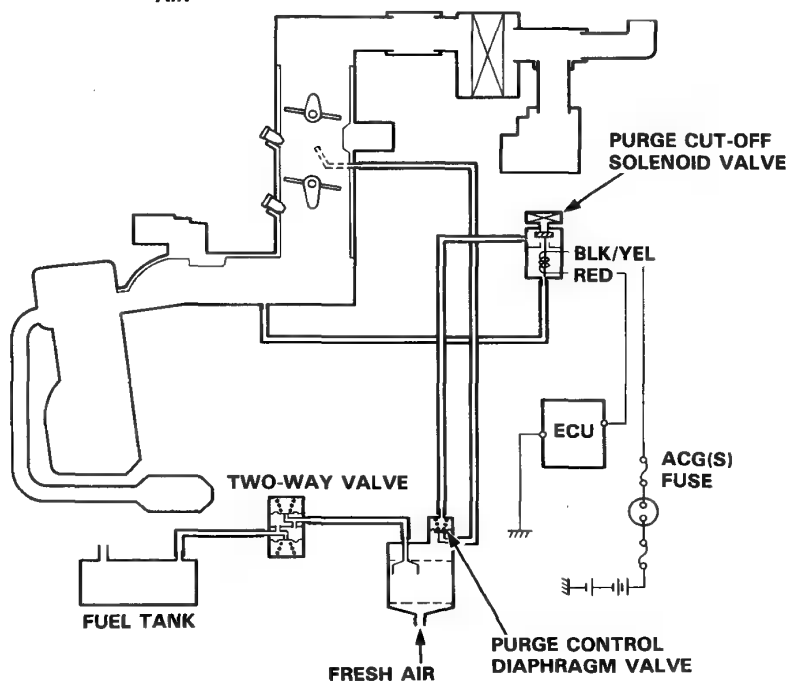 AIR
PURGE CUT-OFF
SOLENOID VALVE
BLK/YEL
RED
ECU
ACG(S)
FUSE
TWO-WAY VALVE
FUEL TANK
PURGE CONTROL
DIAPHRAGM VALVE
FRESH AIR